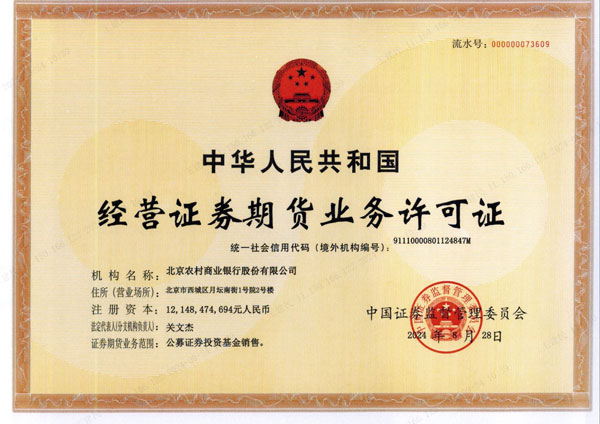 流水号：000000073609
中华人民共和国
经营证券期货业务许可证
统一社会信用代码（境外机构编号）：91110000801124847M
机构名称：北京农村商业银行股份有限公司
住所（营业场所）：北京市西城区月坛南街1号院2号楼
注册资本：12,148,474,694元人民币
法定代表人(分支机构负责人)：关文杰
证券期货业务范围：公募证券投资基金销售。
中国证券监督管理委员会
2024 年 8 月 28日